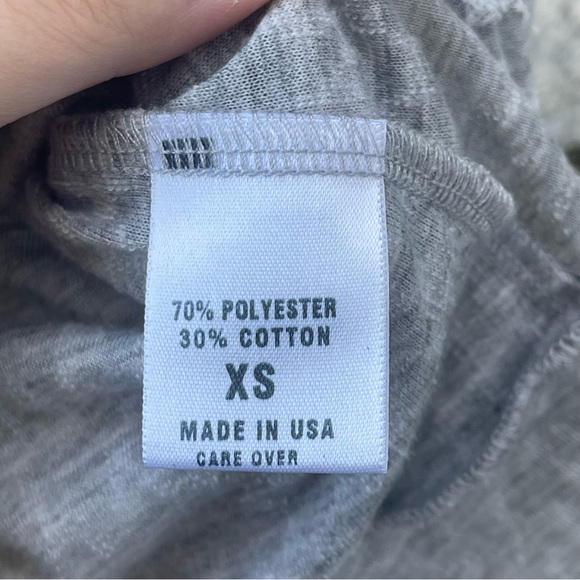 70% POLYESTER
30% COTTON
XS
MADE IN USA
CARE OVER